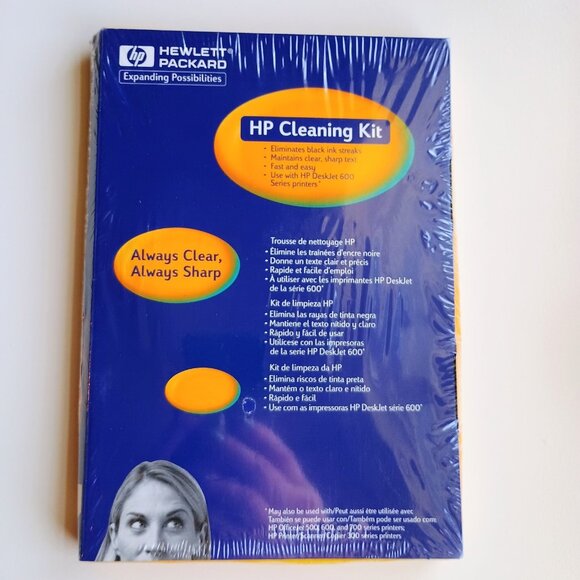 hp HEWLETT®
PACKARD
Expanding Possibilities
HP Cleaning Kit
• Eliminates black ink streaks
• Maintains clear, sharp text
• Fast and easy
• Use with HP DeskJet 600
Series printers*
Always Clear,
Always Sharp
Trousse de nettoyage HP
• Élimine les traînées d'encre noire
• Donne un texte clair et précis
• Rapide et facile d'emploi
• À utiliser avec les imprimantes HP DeskJet
de la série 600*
Kit de limpieza HP
• Elimina las rayas de tinta negra
• Mantiene el texto nítido y claro
• Rápido y fácil de usar
• Utilícese con las impresoras
de la serie HP DeskJet 600*
Kit de limpeza da HP
• Elimina riscos de tinta preta
• Mantém o texto claro e nítido
• Rápido e fácil
• Use com as impressoras HP DeskJet série 600*
*May also be used with/Peut aussi être utilisée avec
También se puede usar con/Também pode ser usado com:
HP OfficeJet 500, 600, and 700 series printers;
HP Printer/Scanner/Copier 300 series printers